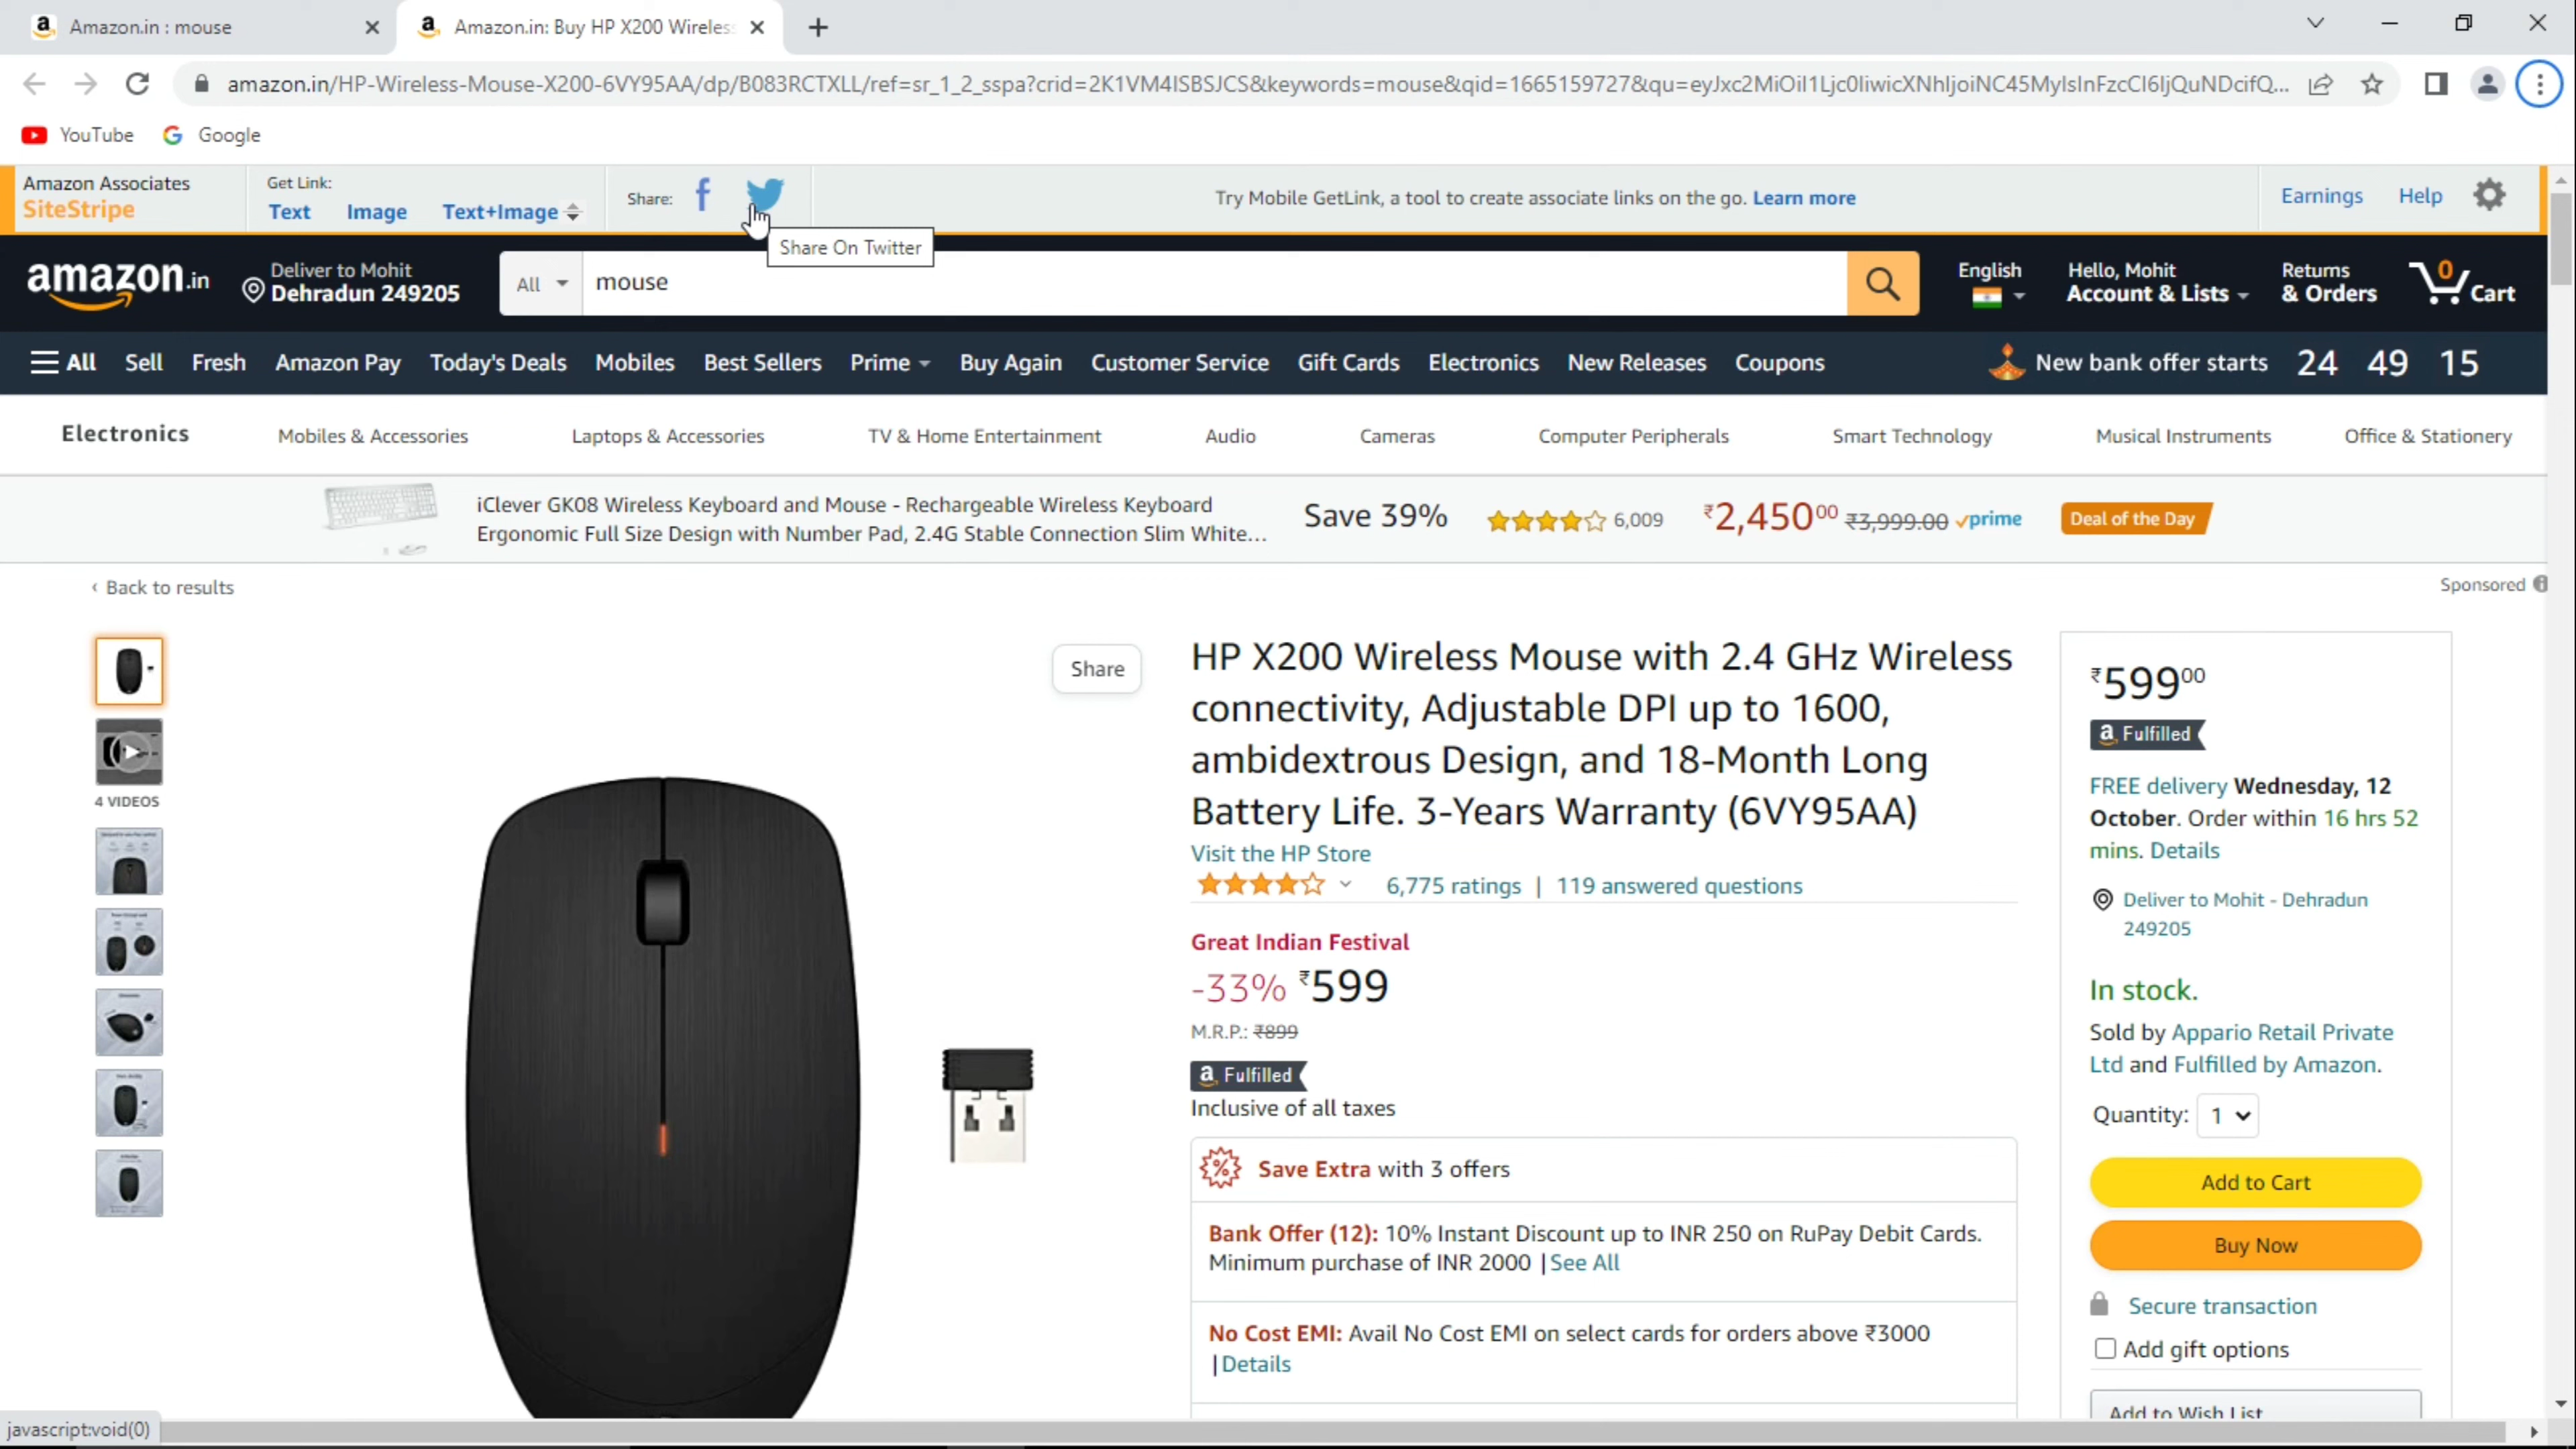 Amazon.in : mouse
Amazon.in: Buy HP X200 Wireles
amazon.in/HP-Wireless-Mouse-X200-6VY95AA/dp/B083RCTXLL/ref=sr_1_2_sspa?crid=2K1VM4ISBSJCS&keywords=mouse&qid=1665159727&qu=eyJxc2MiOiI1Ljc0IiwicXNhIjoiNC45MyIsInFzcCI6IjQuNDcifQ...
YouTube
Google
Amazon Associates
SiteStripe
Get Link:
Text Image Text+Image
Share:
Try Mobile GetLink, a tool to create associate links on the go. Learn more
Earnings Help
Share On Twitter
amazon.in
Deliver to Mohit
Dehradun 249205
All
mouse
English
Hello, Mohit
Account & Lists
Returns
& Orders
0
Cart
All Sell Fresh Amazon Pay Today's Deals Mobiles Best Sellers Prime Buy Again Customer Service Gift Cards Electronics New Releases Coupons
New bank offer starts 24 49 15
Electronics Mobiles & Accessories Laptops & Accessories TV & Home Entertainment Audio Cameras Computer Peripherals Smart Technology Musical Instruments Office & Stationery
iClever GK08 Wireless Keyboard and Mouse - Rechargeable Wireless Keyboard
Ergonomic Full Size Design with Number Pad, 2.4G Stable Connection Slim White...
Save 39%
6,009
₹2,450⁰⁰ ₹3,999.00 prime
Deal of the Day
‹ Back to results
Sponsored
4 VIDEOS
Share
HP X200 Wireless Mouse with 2.4 GHz Wireless
connectivity, Adjustable DPI up to 1600,
ambidextrous Design, and 18-Month Long
Battery Life. 3-Years Warranty (6VY95AA)
Visit the HP Store
6,775 ratings | 119 answered questions
Great Indian Festival
-33% ₹599
M.R.P.: ₹899
a Fulfilled
Inclusive of all taxes
Save Extra with 3 offers
Bank Offer (12): 10% Instant Discount up to INR 250 on RuPay Debit Cards.
Minimum purchase of INR 2000 | See All
No Cost EMI: Avail No Cost EMI on select cards for orders above ₹3000
| Details
₹599⁰⁰
a Fulfilled
FREE delivery Wednesday, 12
October. Order within 16 hrs 52
mins. Details
Deliver to Mohit - Dehradun
249205
In stock.
Sold by Appario Retail Private
Ltd and Fulfilled by Amazon.
Quantity: 1
Add to Cart
Buy Now
Secure transaction
Add gift options
Add to Wish List
javascript:void(0)